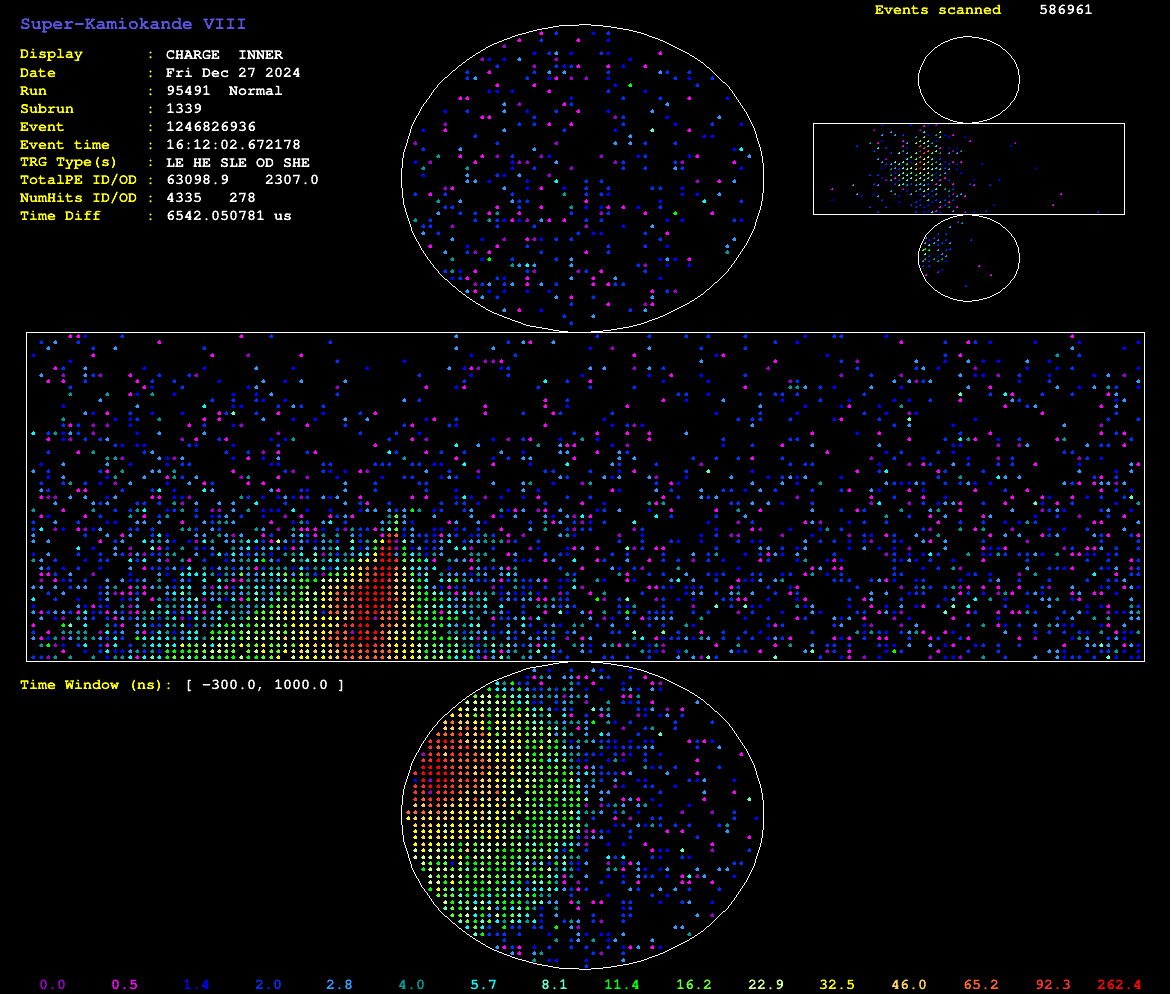 Super-Kamiokande VIII
Events scanned 586961
Display : CHARGE INNER
Date : Fri Dec 27 2024
Run : 95491 Normal
Subrun : 1339
Event : 1246826936
Event time : 16:12:02.672178
TRG Type(s) : LE HE SLE OD SHE
TotalPE ID/OD : 63098.9 2307.0
NumHits ID/OD : 4335 278
Time Diff : 6542.050781 us
Time Window (ns): [ -300.0, 1000.0 ]
0.0 0.5 1.4 2.0 2.8 4.0 5.7 8.1 11.4 16.2 22.9 32.5 46.0 65.2 92.3 262.4